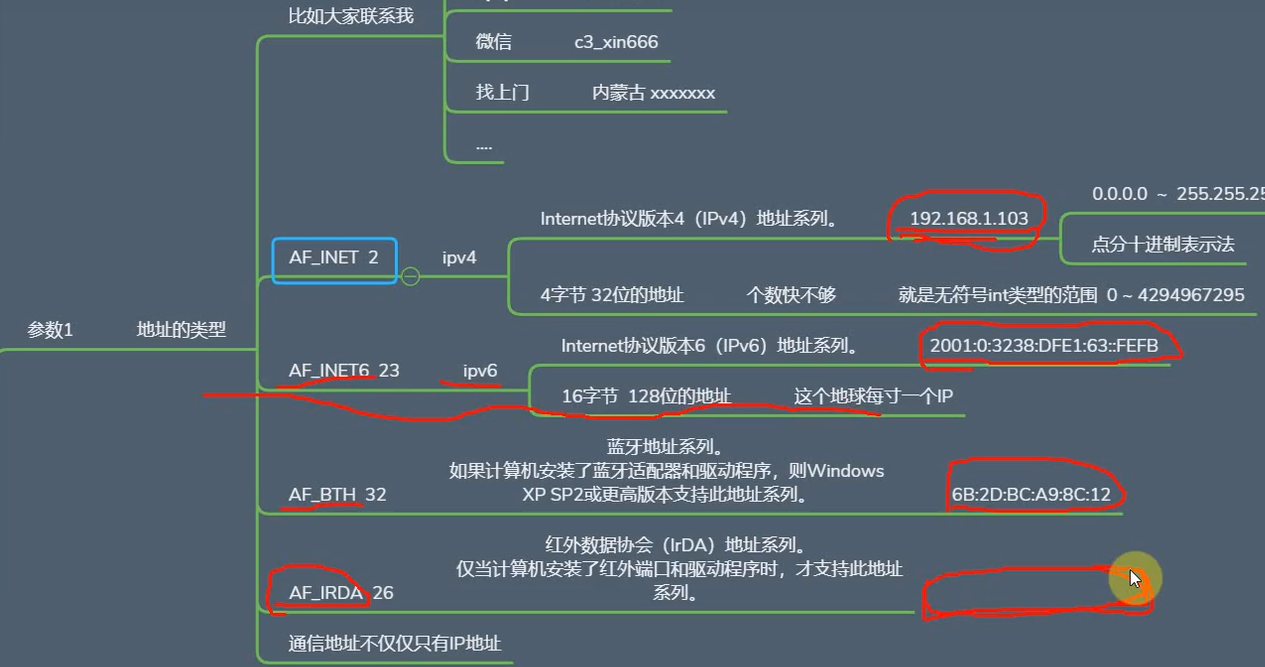 比如大家联系我
微信 c3_xin666
找上门 内蒙古 xxxxxxx
....
参数1 地址的类型
AF_INET 2 ipv4
Internet协议版本4（IPv4）地址系列。 192.168.1.103
0.0.0.0 ~ 255.255.25
点分十进制表示法
4字节 32位的地址 个数快不够 就是无符号int类型的范围 0 ~ 4294967295
AF_INET6 23 ipv6
Internet协议版本6（IPv6）地址系列。 2001:0:3238:DFE1:63::FEFB
16字节 128位的地址 这个地球每寸一个IP
AF_BTH 32
蓝牙地址系列。
如果计算机安装了蓝牙适配器和驱动程序，则Windows
XP SP2或更高版本支持此地址系列。
6B:2D:BC:A9:8C:12
AF_IRDA 26
红外数据协会（IrDA）地址系列。
仅当计算机安装了红外端口和驱动程序时，才支持此地址
系列。
通信地址不仅仅只有IP地址